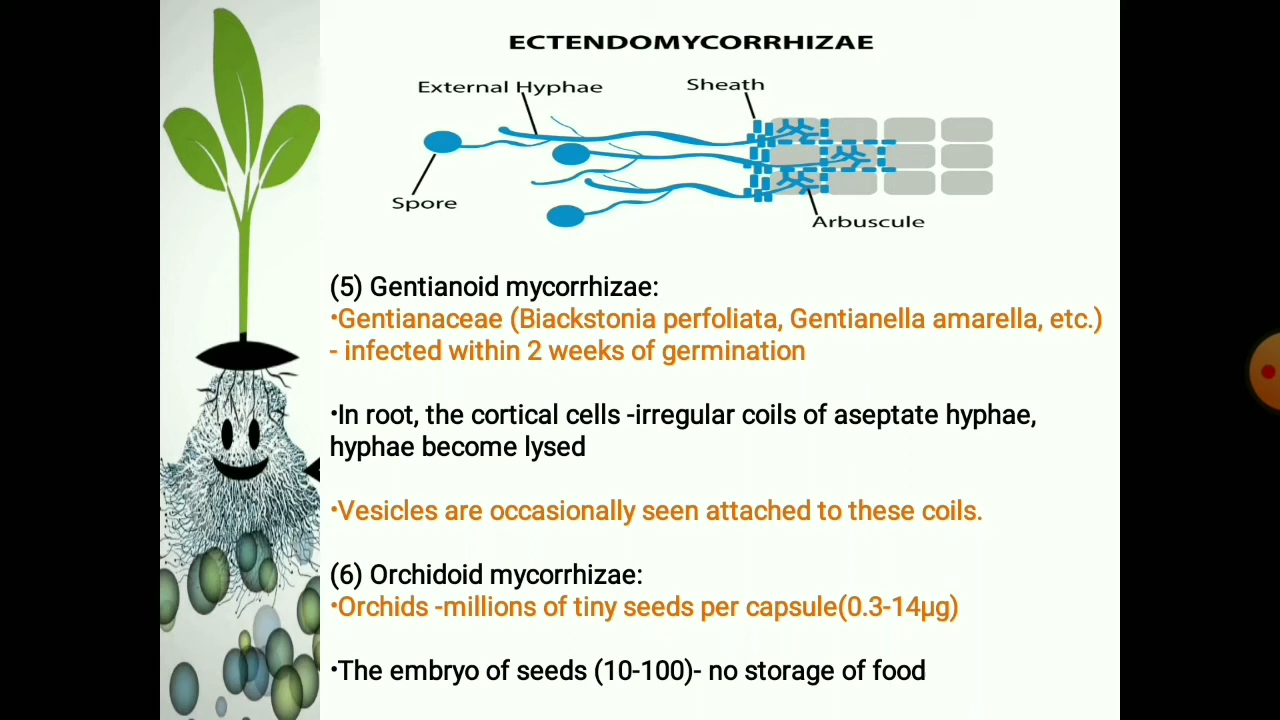 ECTENDOMYCORRHIZAE
External Hyphae
Sheath
Spore
Arbuscule
(5) Gentianoid mycorrhizae:
•Gentianaceae (Biackstonia perfoliata, Gentianella amarella, etc.)
- infected within 2 weeks of germination
•In root, the cortical cells -irregular coils of aseptate hyphae,
hyphae become lysed
•Vesicles are occasionally seen attached to these coils.
(6) Orchidoid mycorrhizae:
•Orchids -millions of tiny seeds per capsule(0.3-14µg)
•The embryo of seeds (10-100)- no storage of food